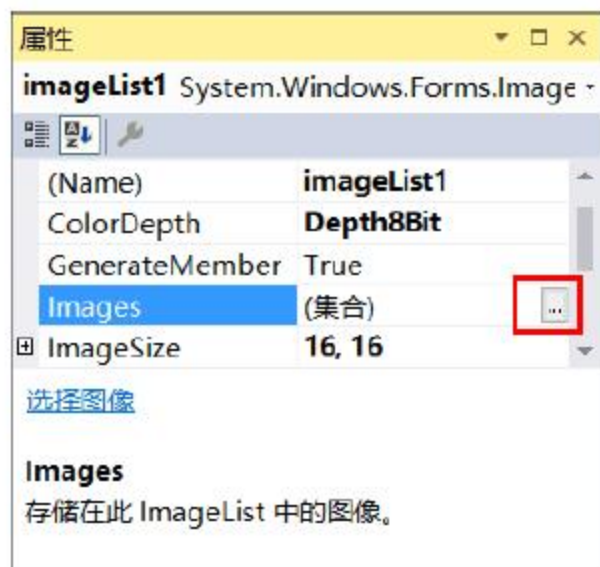 属性
imageList1 System.Windows.Forms.Image
(Name) imageList1
ColorDepth Depth8Bit
GenerateMember True
Images (集合) ...
ImageSize 16, 16
选择图像
Images
存储在此 ImageList 中的图像。